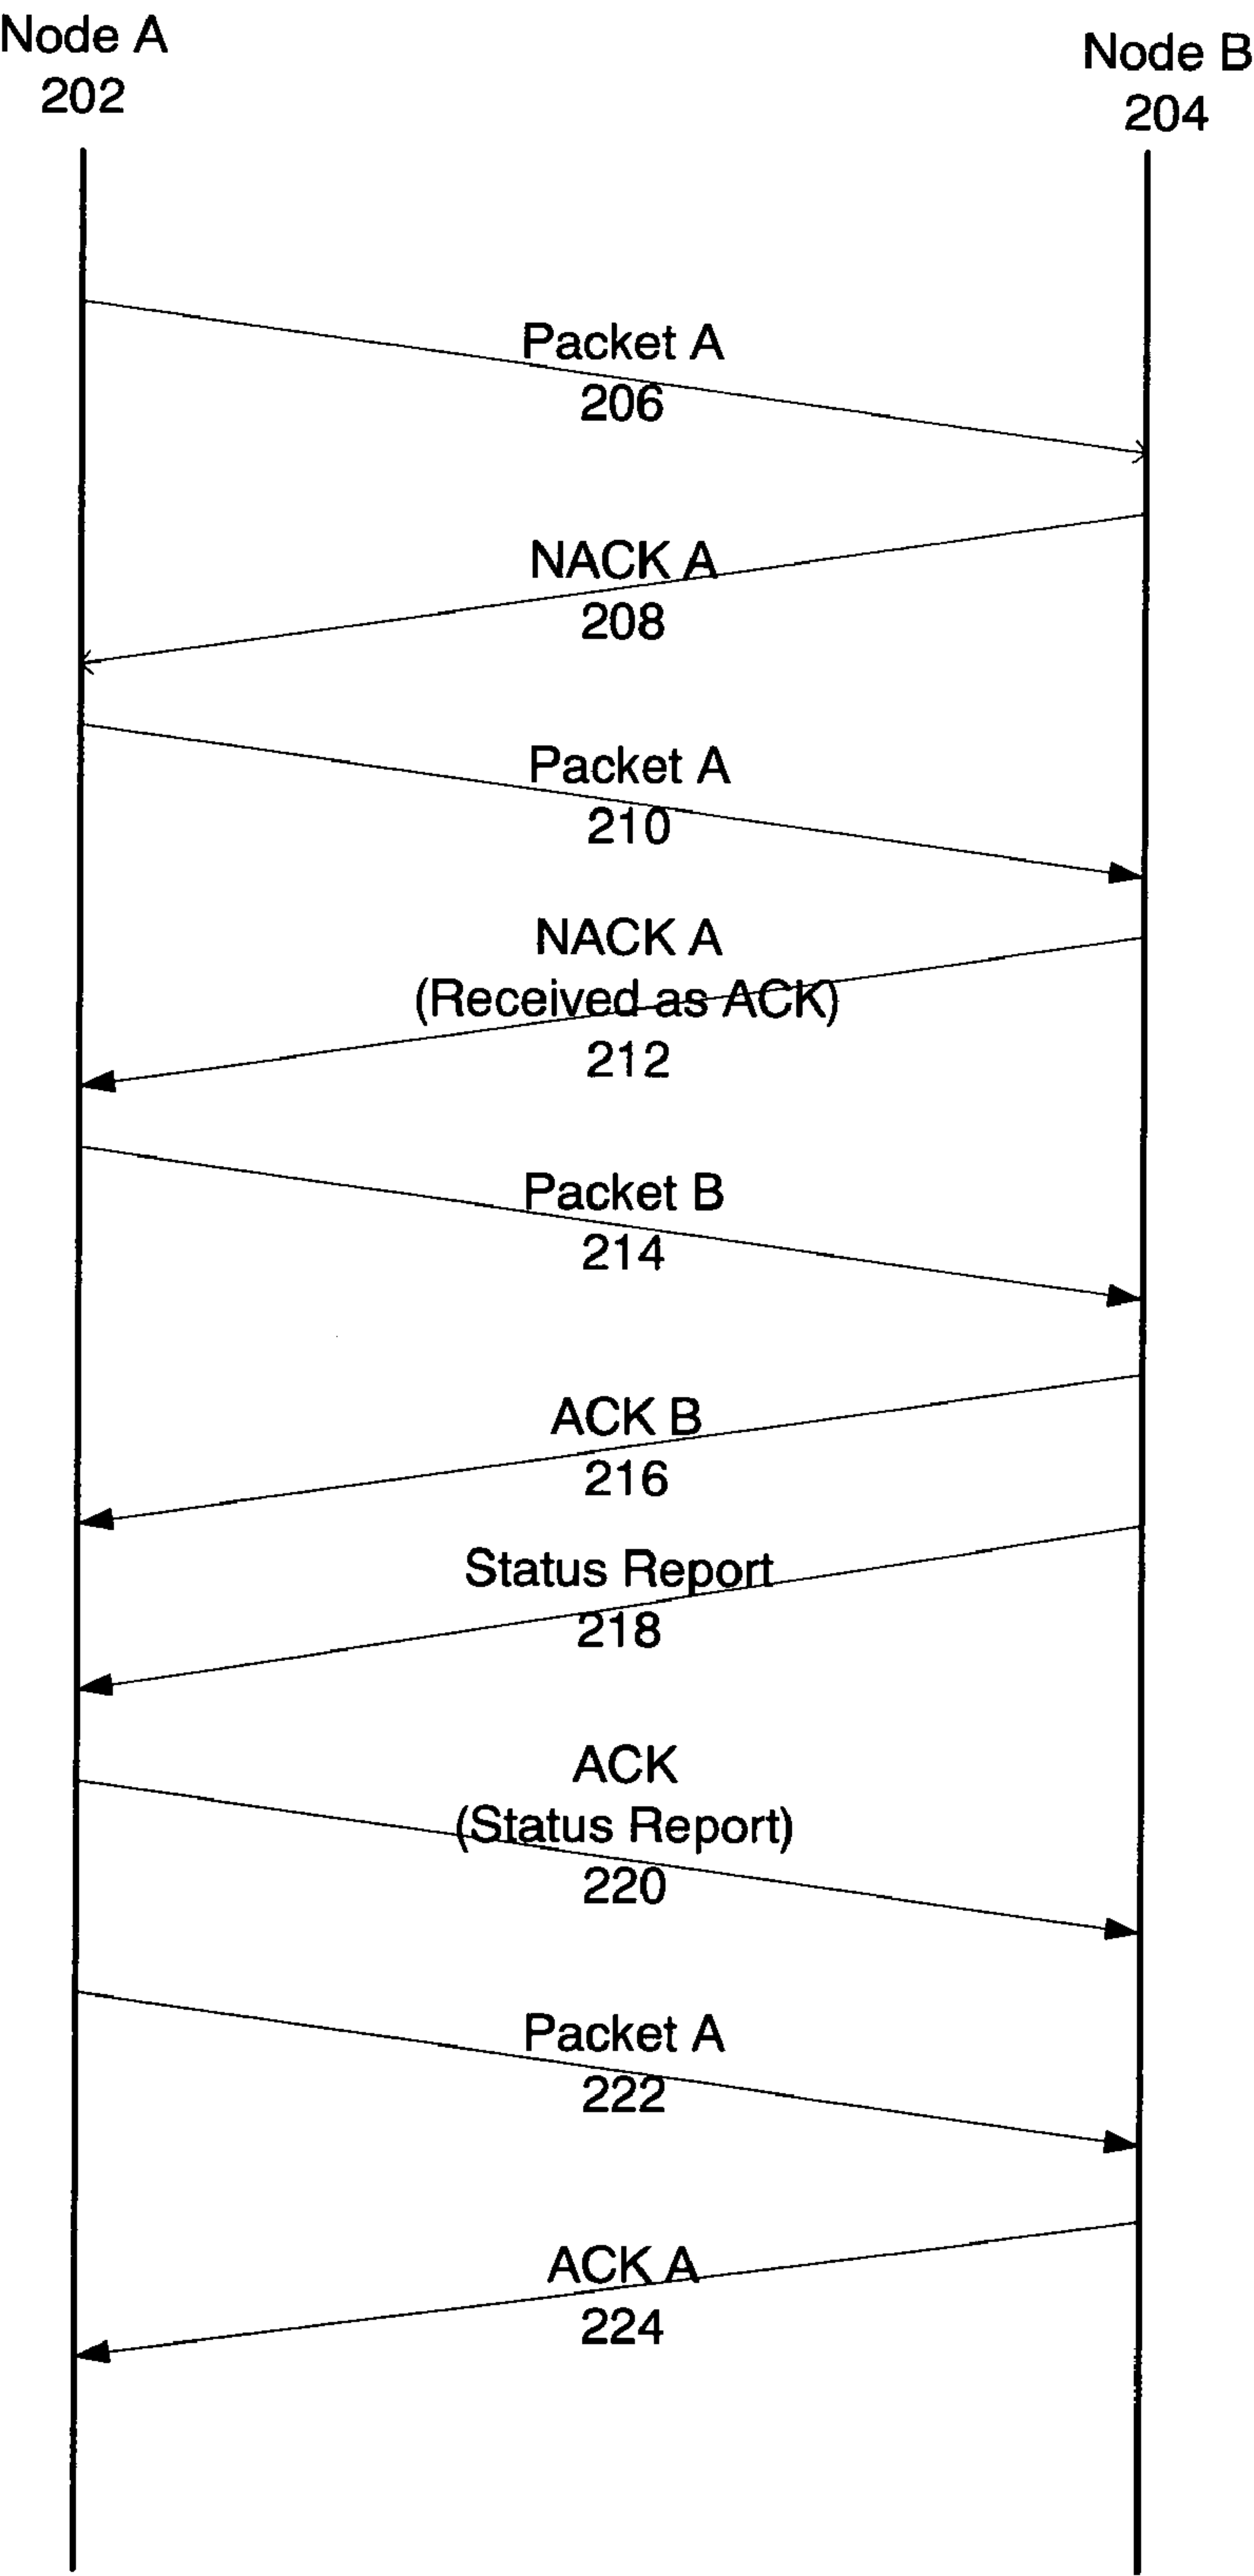 Node A
202
Node B
204
Packet A
206
NACK A
208
Packet A
210
NACK A
(Received as ACK)
212
Packet B
214
ACK B
216
Status Report
218
ACK
(Status Report)
220
Packet A
222
ACK A
224